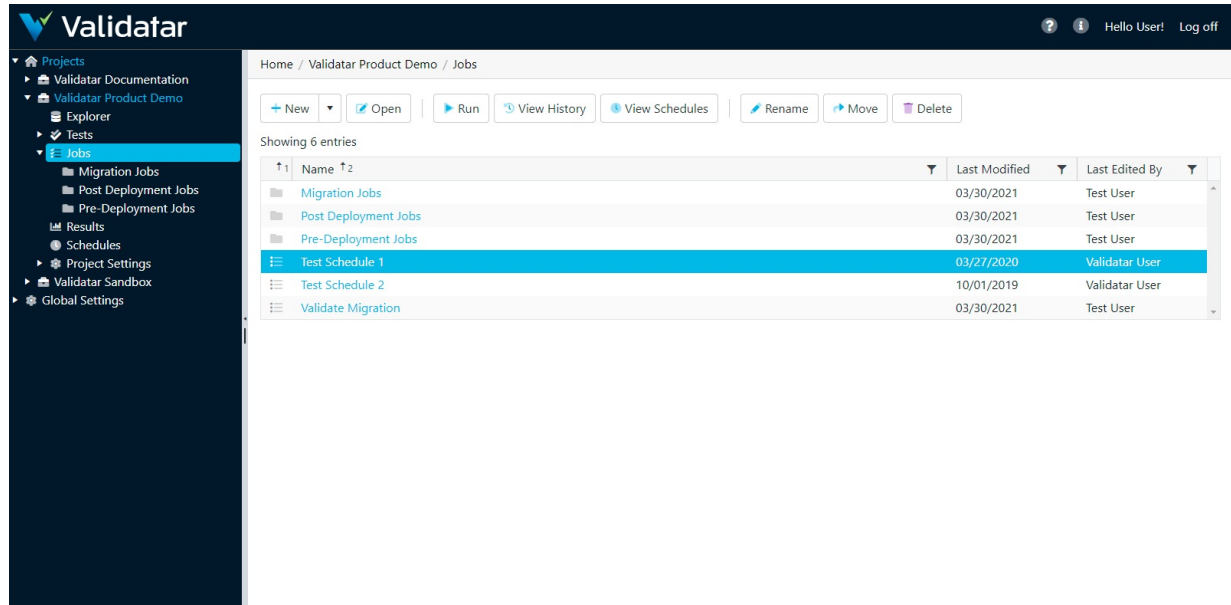 Validatar
Hello User! Log off
Projects
Validatar Documentation
Validatar Product Demo
Explorer
Tests
Jobs
Migration Jobs
Post Deployment Jobs
Pre-Deployment Jobs
Results
Schedules
Project Settings
Validatar Sandbox
Global Settings
Home / Validatar Product Demo / Jobs
New Open Run View History View Schedules Rename Move Delete
Showing 6 entries
1 Name 2 Last Modified Last Edited By
Migration Jobs 03/30/2021 Test User
Post Deployment Jobs 03/30/2021 Test User
Pre-Deployment Jobs 03/30/2021 Test User
Test Schedule 1 03/27/2020 Validatar User
Test Schedule 2 10/01/2019 Validatar User
Validate Migration 03/30/2021 Test User